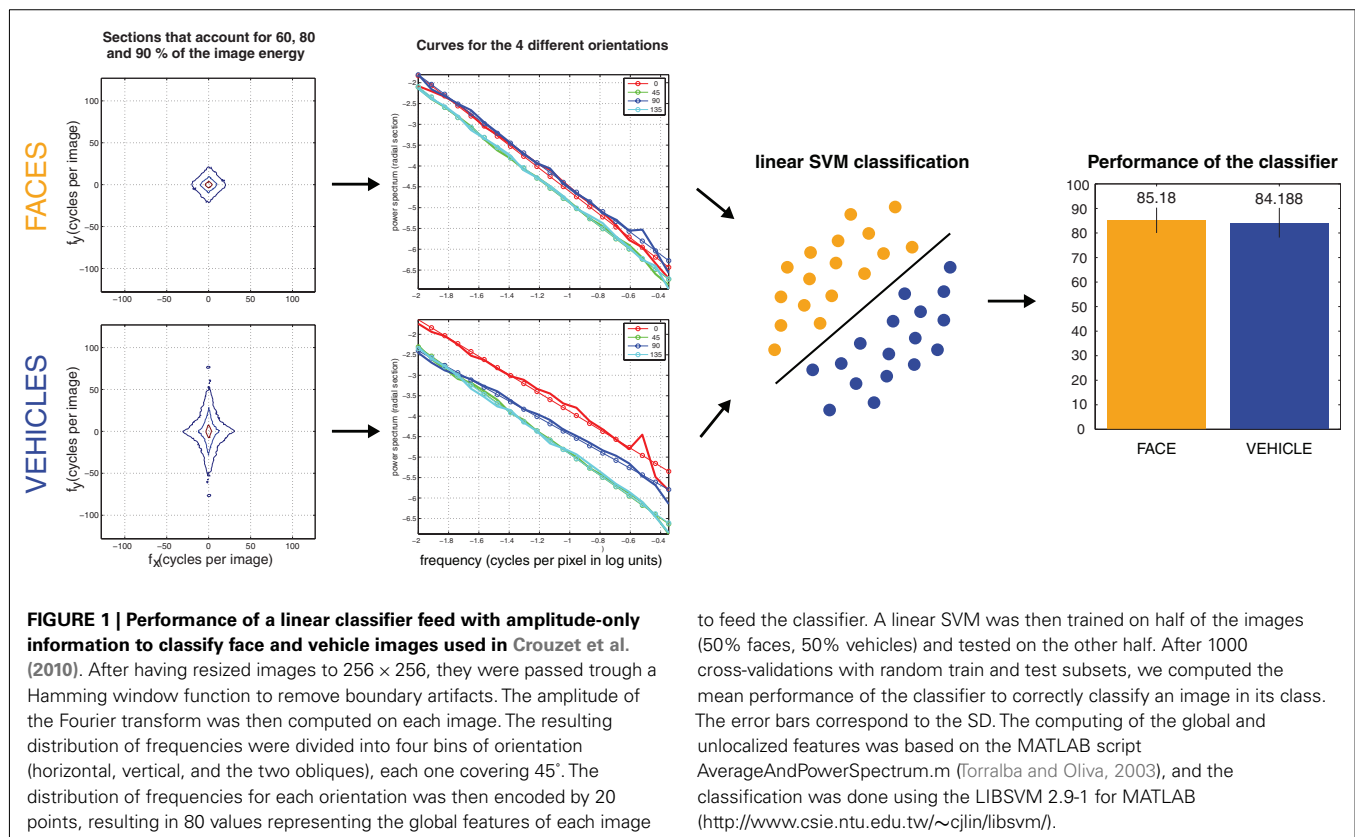 Sections that account for 60, 80
and 90 % of the image energy
Curves for the 4 different orientations
FACES
100
50
0
−50
−100
f_y(cycles per image)
−100 −50 0 50 100
power spectrum (radial section)
−2
−2.5
−3
−3.5
−4
−4.5
−5
−5.5
−6
−6.5
0
45
90
135
−2 −1.8 −1.6 −1.4 −1.2 −1 −0.8 −0.6 −0.4
VEHICLES
100
50
0
−50
−100
f_y(cycles per image)
−100 −50 0 50 100
f_x(cycles per image)
power spectrum (radial section)
−2
−2.5
−3
−3.5
−4
−4.5
−5
−5.5
−6
−6.5
0
45
90
135
−2 −1.8 −1.6 −1.4 −1.2 −1 −0.8 −0.6 −0.4
)
frequency (cycles per pixel in log units)
linear SVM classification
Performance of the classifier
100
90
80
70
60
50
40
30
20
10
0
85.18
84.188
FACE
VEHICLE
FIGURE 1 | Performance of a linear classifier feed with amplitude-only
information to classify face and vehicle images used in Crouzet et al.
(2010). After having resized images to 256 × 256, they were passed trough a
Hamming window function to remove boundary artifacts. The amplitude of
the Fourier transform was then computed on each image. The resulting
distribution of frequencies were divided into four bins of orientation
(horizontal, vertical, and the two obliques), each one covering 45°. The
distribution of frequencies for each orientation was then encoded by 20
points, resulting in 80 values representing the global features of each image
to feed the classifier. A linear SVM was then trained on half of the images
(50% faces, 50% vehicles) and tested on the other half. After 1000
cross-validations with random train and test subsets, we computed the
mean performance of the classifier to correctly classify an image in its class.
The error bars correspond to the SD. The computing of the global and
unlocalized features was based on the MATLAB script
AverageAndPowerSpectrum.m (Torralba and Oliva, 2003), and the
classification was done using the LIBSVM 2.9-1 for MATLAB
(http://www.csie.ntu.edu.tw/∼cjlin/libsvm/).